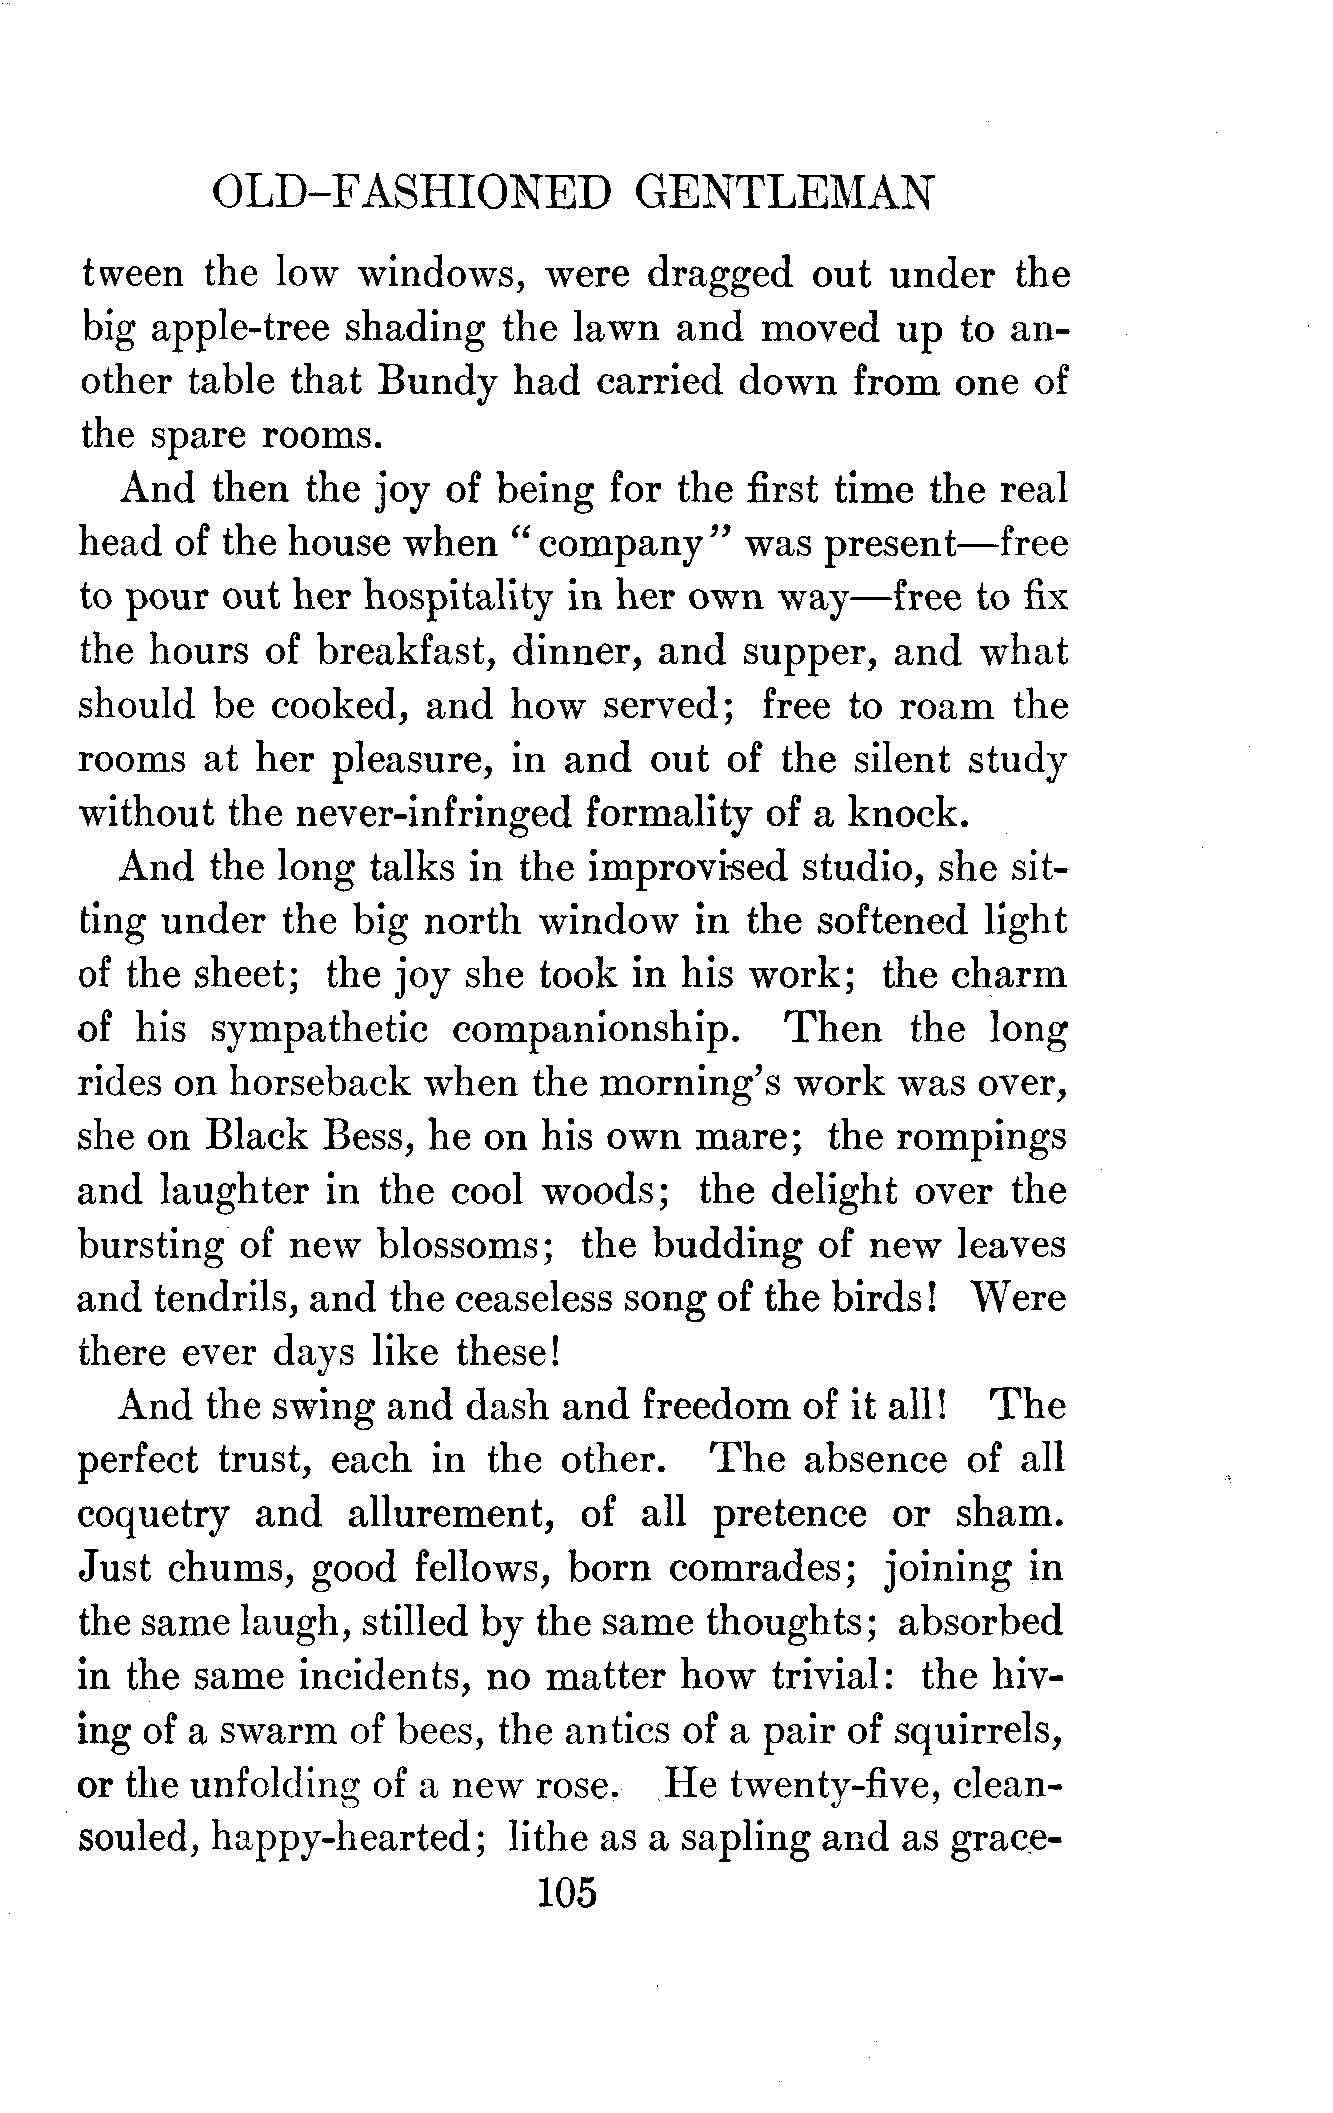 OLD-FASHIONED GENTLEMAN
tween the low windows, were dragged out under the
big apple-tree shading the lawn and moved up to an-
other table that Bundy had carried down from one of
the spare rooms.
And then the joy of being for the first time the real
head of the house when "company" was present—free
to pour out her hospitality in her own way—free to fix
the hours of breakfast, dinner, and supper, and what
should be cooked, and how served; free to roam the
rooms at her pleasure, in and out of the silent study
without the never-infringed formality of a knock.
And the long talks in the improvised studio, she sit-
ting under the big north window in the softened light
of the sheet; the joy she took in his work; the charm
of his sympathetic companionship. Then the long
rides on horseback when the morning's work was over,
she on Black Bess, he on his own mare; the rompings
and laughter in the cool woods; the delight over the
bursting of new blossoms; the budding of new leaves
and tendrils, and the ceaseless song of the birds! Were
there ever days like these!
And the swing and dash and freedom of it all! The
perfect trust, each in the other. The absence of all
coquetry and allurement, of all pretence or sham.
Just chums, good fellows, born comrades; joining in
the same laugh, stilled by the same thoughts; absorbed
in the same incidents, no matter how trivial: the hiv-
ing of a swarm of bees, the antics of a pair of squirrels,
or the unfolding of a new rose. He twenty-five, clean-
souled, happy-hearted; lithe as a sapling and as grace-
105